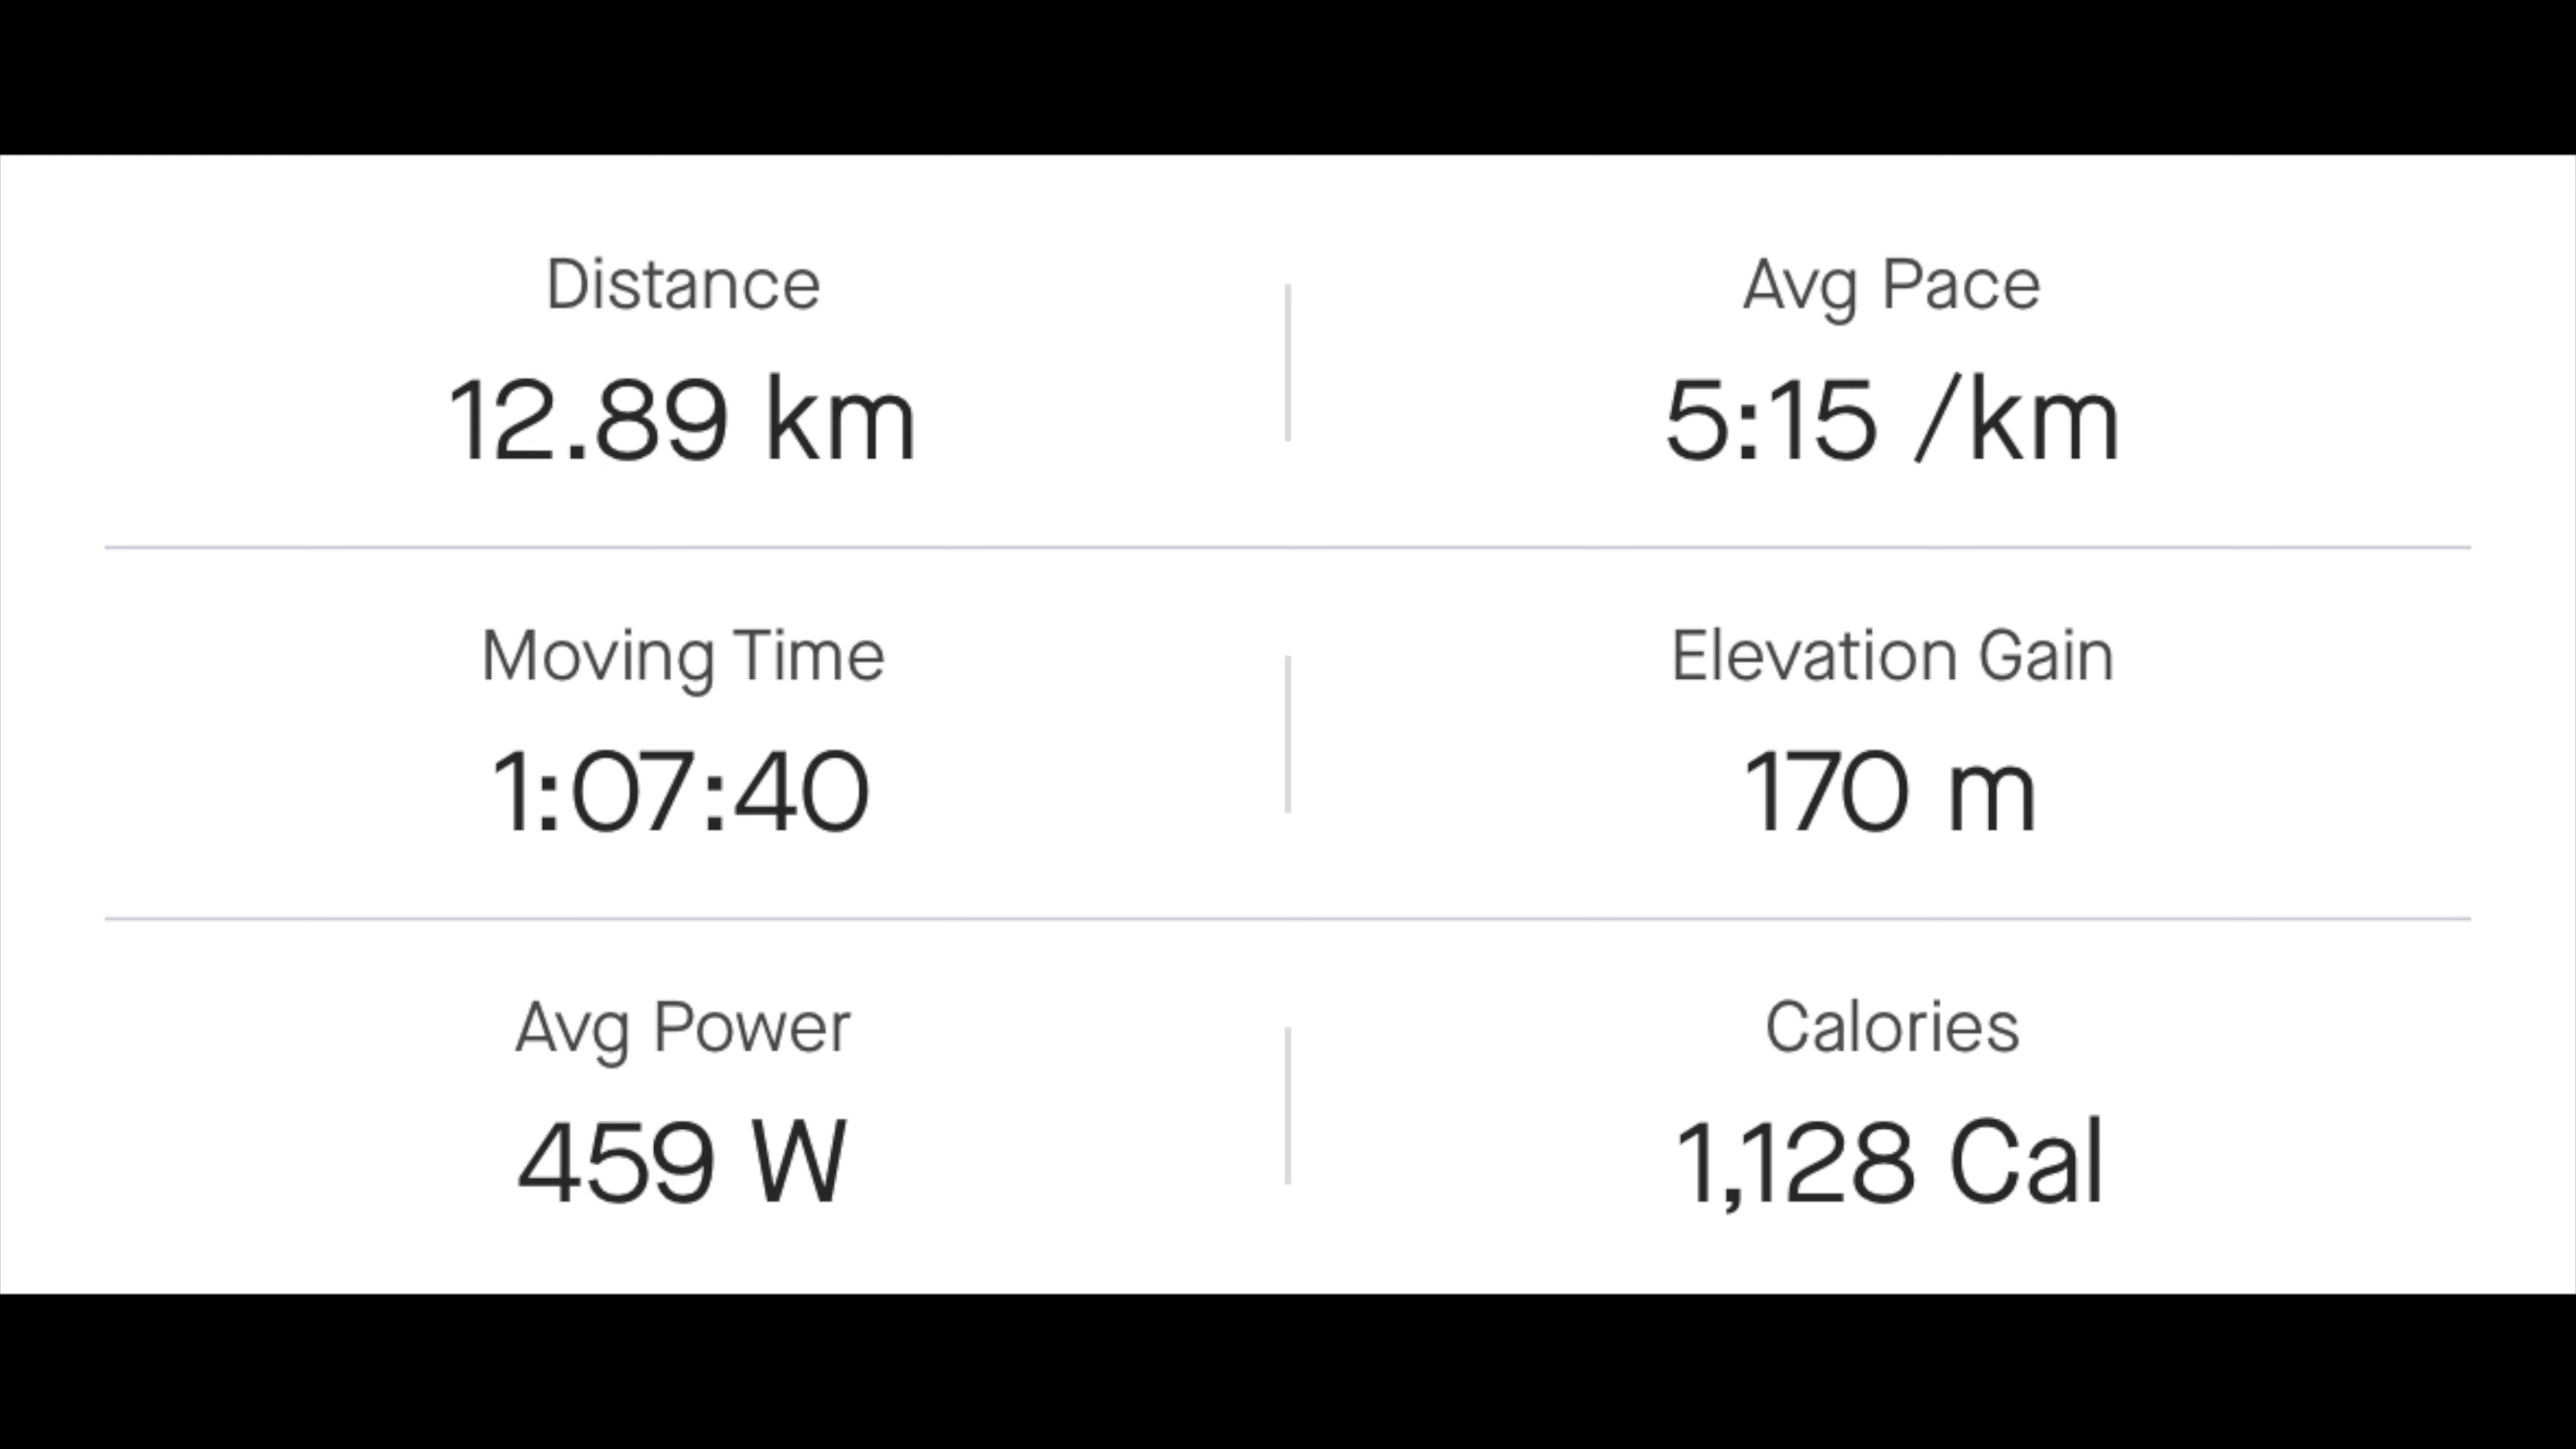 Distance
12.89 km
Avg Pace
5:15 /km
Moving Time
1:07:40
Elevation Gain
170 m
Avg Power
459 W
Calories
1,128 Cal